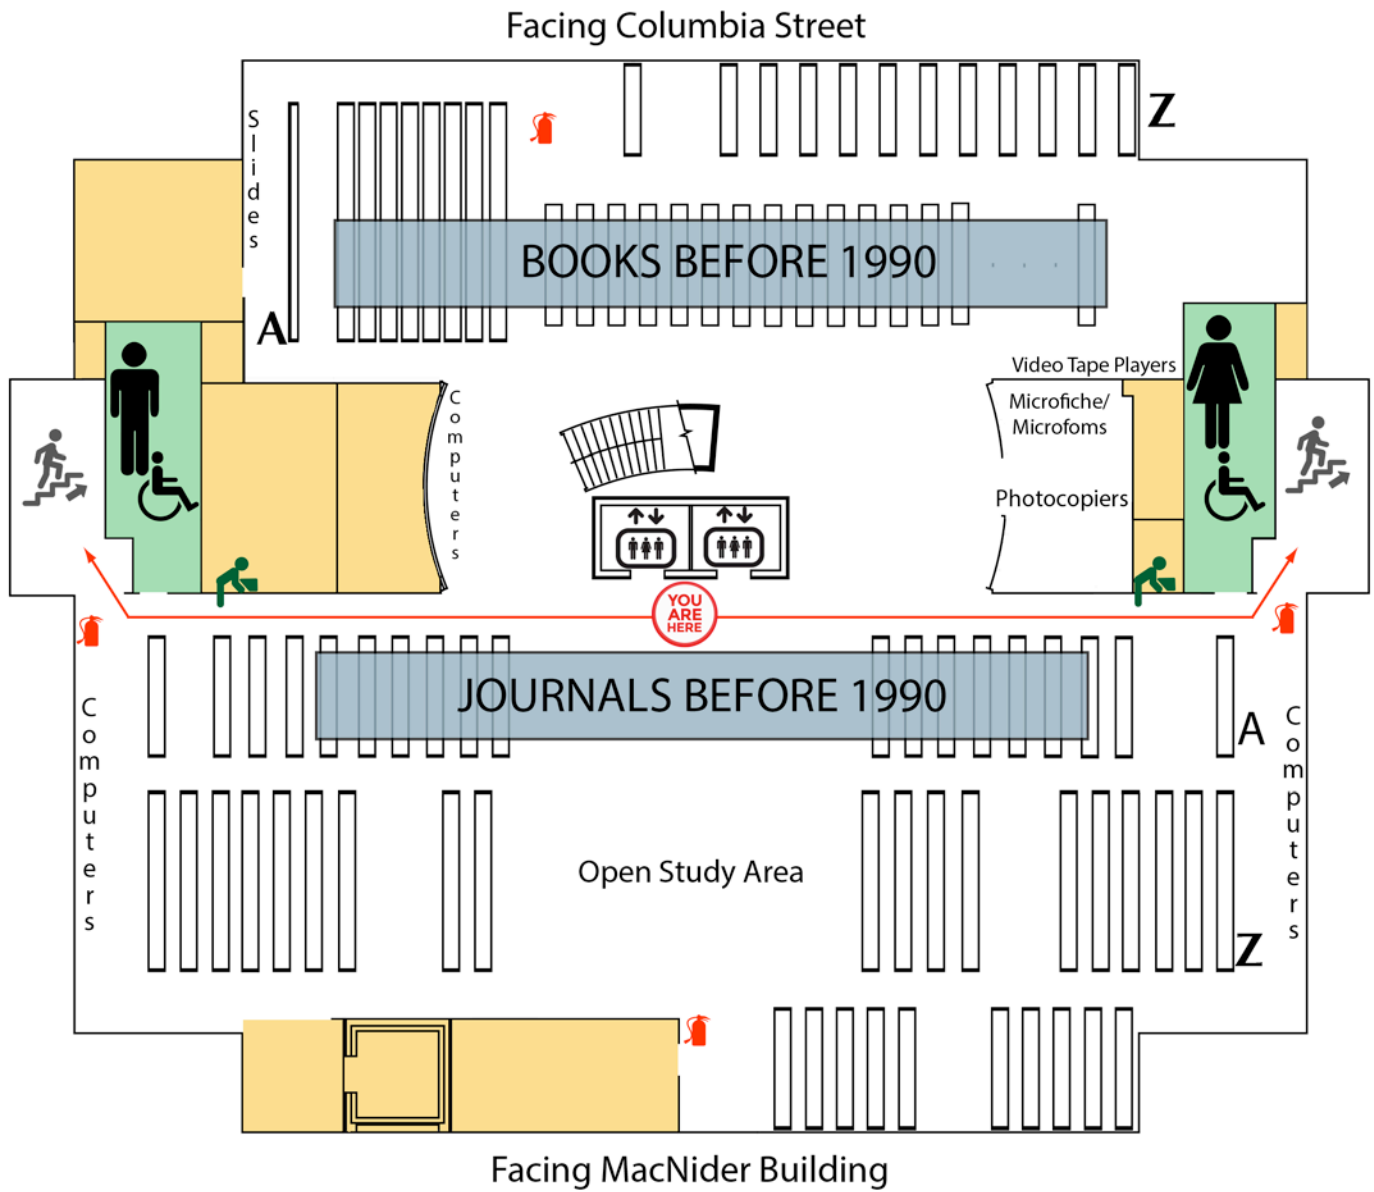 Facing Columbia Street
Slides
Z
BOOKS BEFORE 1990
A
Video Tape Players
Microfiche/
Microfoms
Computers
Photocopiers
YOU
ARE
HERE
JOURNALS BEFORE 1990
Computers
A
Computers
Open Study Area
Z
Facing MacNider Building